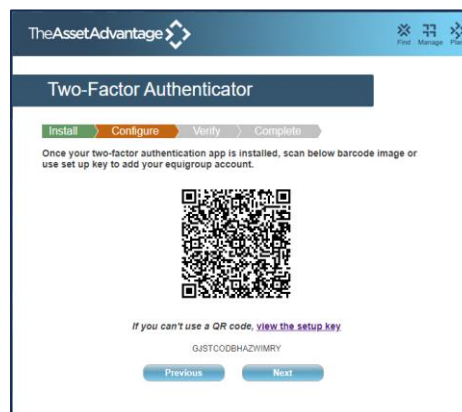 TheAssetAdvantage
Find Manage Plan
Two-Factor Authenticator
Install Configure Verify Complete
Once your two-factor authentication app is installed, scan below barcode image or
use set up key to add your equigroup account.
If you can't use a QR code, view the setup key
GJSTCODBHAZWIMRY
Previous Next